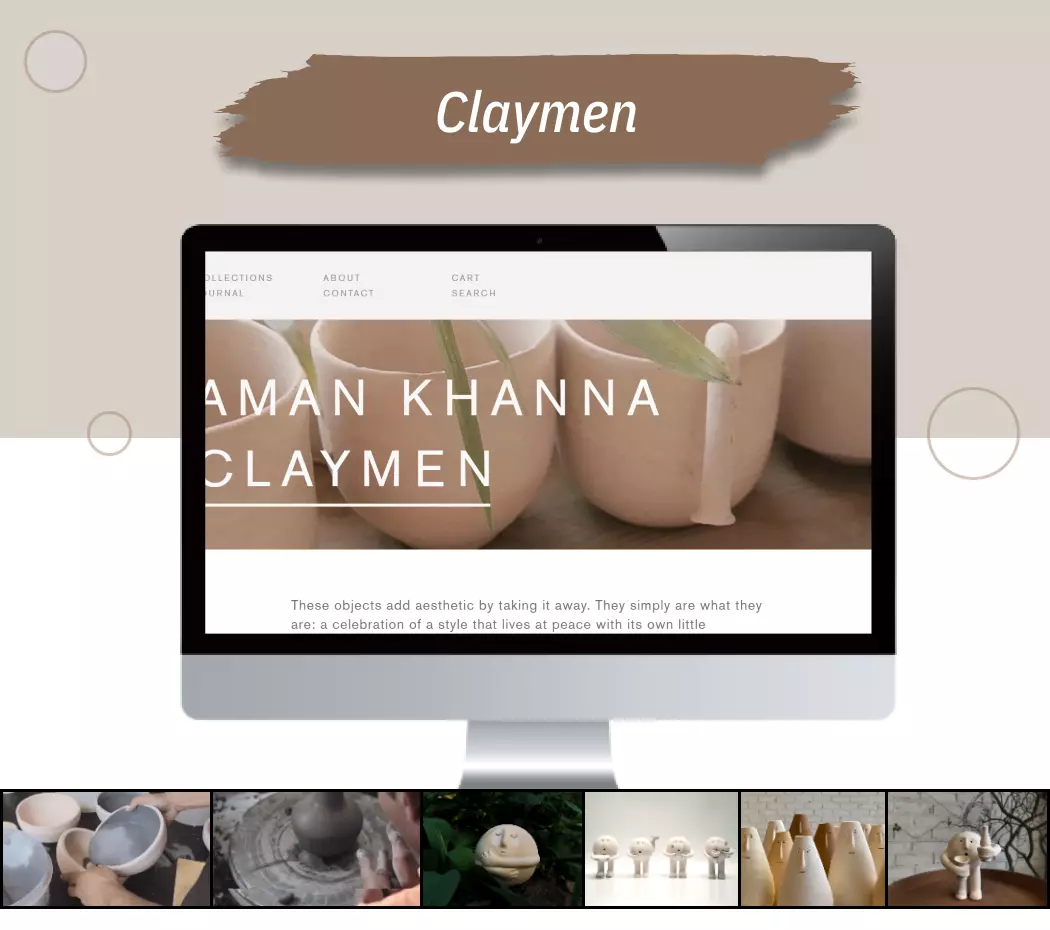 Claymen
OLLECTIONS ABOUT CART
OURNAL CONTACT SEARCH
AMAN KHANNA
CLAYMEN
These objects add aesthetic by taking it away. They simply are what they
are: a celebration of a style that lives at peace with its own little